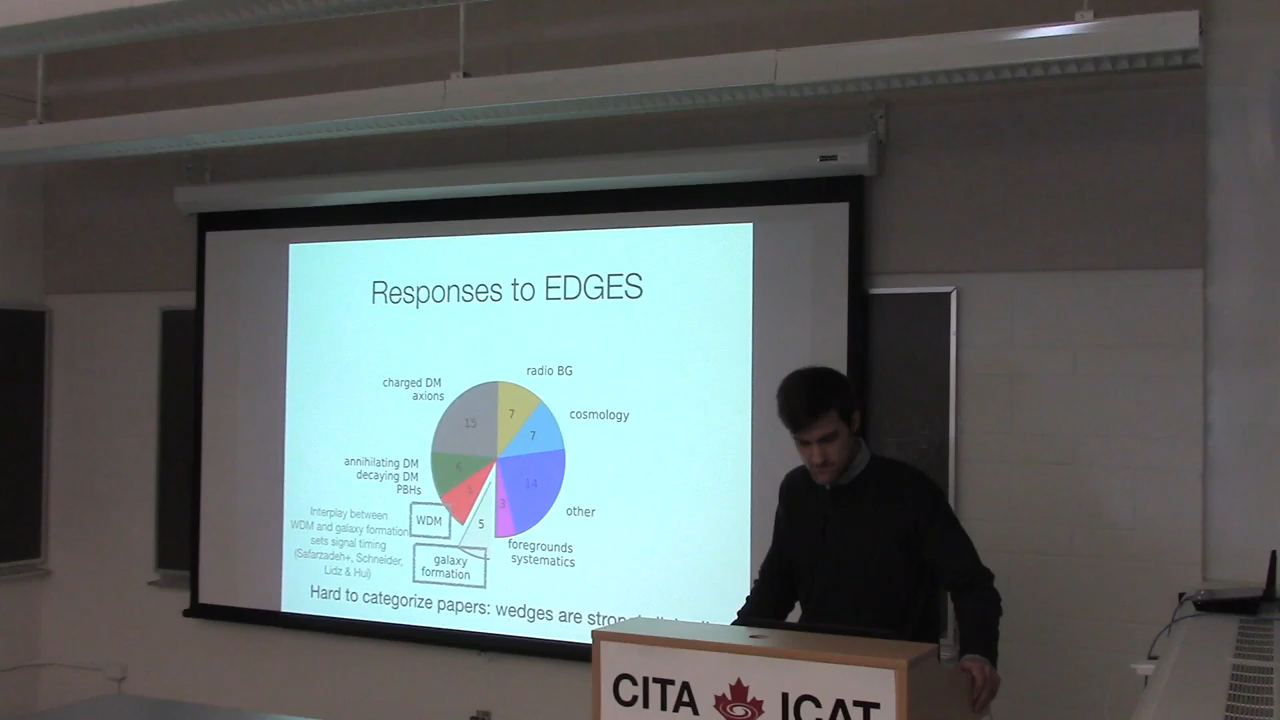 Responses to EDGES
radio BG
charged DM
axions
cosmology
15
7
7
annihilating DM
decaying DM
PBHs
14
3
5
WDM
other
foregrounds
systematics
galaxy
formation
Interplay between
WDM and galaxy formation
sets signal timing
(Safarzadeh+, Schneider,
Lidz & Hui)
Hard to categorize papers: wedges are
CITA ICAT